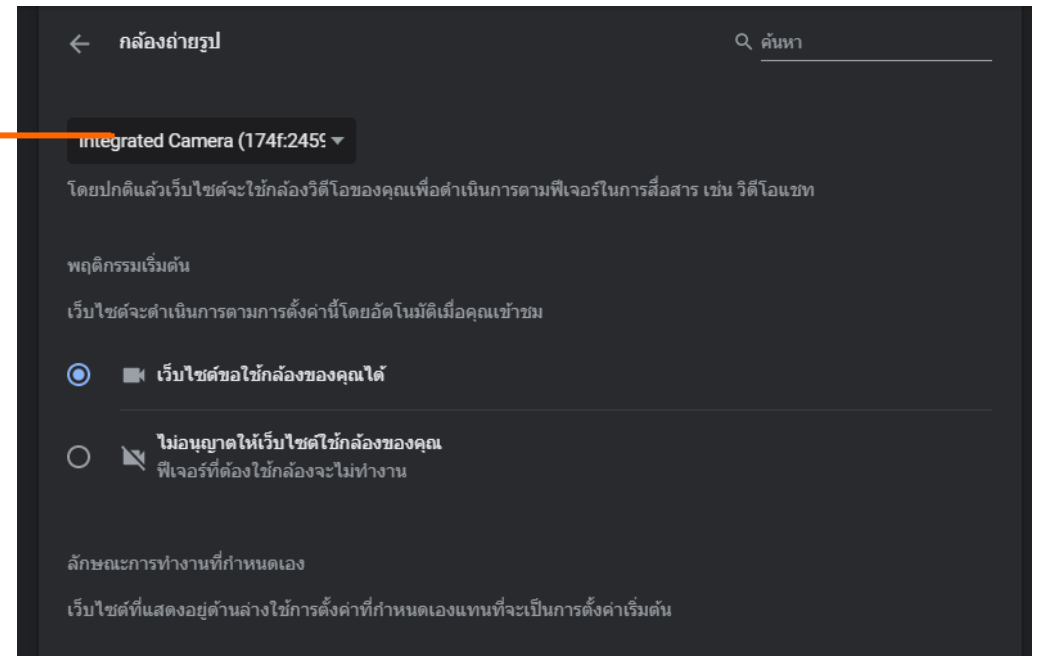 กล้องถ่ายรูป
ค้นหา
Integrated Camera (174f:2459
โดยปกติแล้วเว็บไซต์จะใช้กล้องวิดีโอของคุณเพื่อดำเนินการตามฟีเจอร์ในการสื่อสาร เช่น วิดีโอแชท
พฤติกรรมเริ่มต้น
เว็บไซต์จะดำเนินการตามการตั้งค่านี้โดยอัตโนมัติเมื่อคุณเข้าชม
เว็บไซต์ขอใช้กล้องของคุณได้
ไม่อนุญาตให้เว็บไซต์ใช้กล้องของคุณ
ฟีเจอร์ที่ต้องใช้กล้องจะไม่ทำงาน
ลักษณะการทำงานที่กำหนดเอง
เว็บไซต์ที่แสดงอยู่ด้านล่างใช้การตั้งค่าที่กำหนดเองแทนที่จะเป็นการตั้งค่าเริ่มต้น